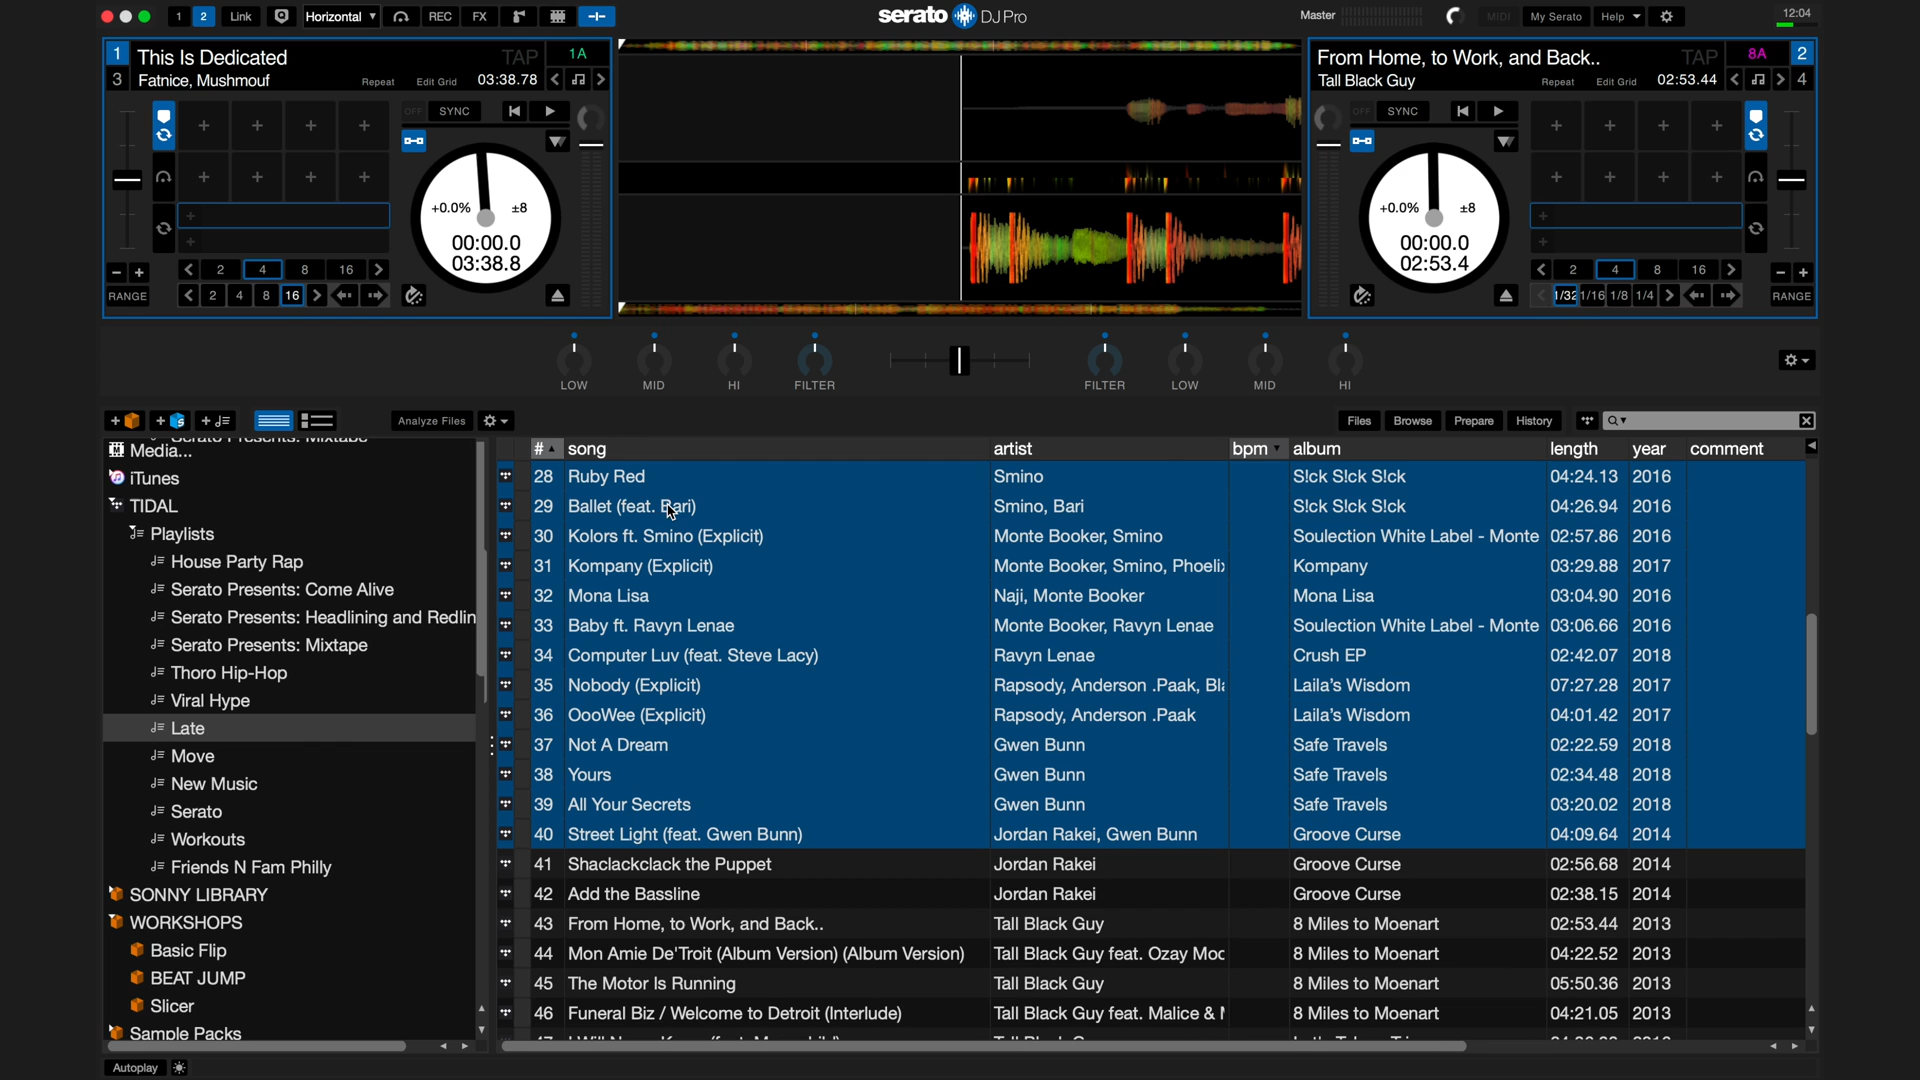 1 2 Link Horizontal REC FX serato DJ Pro Master MIDI My Serato Help 12:04
1 This Is Dedicated TAP 1A
3 Fatnice, Mushmouf Repeat Edit Grid 03:38.78
From Home, to Work, and Back.. TAP 8A 2
Tall Black Guy Repeat Edit Grid 02:53.44 4
OFF SYNC
OFF SYNC
+0.0% ±8
00:00.0
03:38.8
+0.0% ±8
00:00.0
02:53.4
2 4 8 16
RANGE 2 4 8 16
2 4 8 16
1/32 1/16 1/8 1/4 RANGE
LOW MID HI FILTER FILTER LOW MID HI
Analyze Files Files Browse Prepare History
Media...
iTunes
TIDAL
Playlists
House Party Rap
Serato Presents: Come Alive
Serato Presents: Headlining and Redlin
Serato Presents: Mixtape
Thoro Hip-Hop
Viral Hype
Late
Move
New Music
Serato
Workouts
Friends N Fam Philly
SONNY LIBRARY
WORKSHOPS
Basic Flip
BEAT JUMP
Slicer
Sample Packs
# song artist bpm album length year comment
28 Ruby Red Smino S!ck S!ck S!ck 04:24.13 2016
29 Ballet (feat. Bari) Smino, Bari S!ck S!ck S!ck 04:26.94 2016
30 Kolors ft. Smino (Explicit) Monte Booker, Smino Soulection White Label - Monte 02:57.86 2016
31 Kompany (Explicit) Monte Booker, Smino, Phoelix Kompany 03:29.88 2017
32 Mona Lisa Naji, Monte Booker Mona Lisa 03:04.90 2016
33 Baby ft. Ravyn Lenae Monte Booker, Ravyn Lenae Soulection White Label - Monte 03:06.66 2016
34 Computer Luv (feat. Steve Lacy) Ravyn Lenae Crush EP 02:42.07 2018
35 Nobody (Explicit) Rapsody, Anderson .Paak, Bla Laila's Wisdom 07:27.28 2017
36 OooWee (Explicit) Rapsody, Anderson .Paak Laila's Wisdom 04:01.42 2017
37 Not A Dream Gwen Bunn Safe Travels 02:22.59 2018
38 Yours Gwen Bunn Safe Travels 02:34.48 2018
39 All Your Secrets Gwen Bunn Safe Travels 03:20.02 2018
40 Street Light (feat. Gwen Bunn) Jordan Rakei, Gwen Bunn Groove Curse 04:09.64 2014
41 Shaclackclack the Puppet Jordan Rakei Groove Curse 02:56.68 2014
42 Add the Bassline Jordan Rakei Groove Curse 02:38.15 2014
43 From Home, to Work, and Back.. Tall Black Guy 8 Miles to Moenart 02:53.44 2013
44 Mon Amie De'Troit (Album Version) (Album Version) Tall Black Guy feat. Ozay Moo 8 Miles to Moenart 04:22.52 2013
45 The Motor Is Running Tall Black Guy 8 Miles to Moenart 05:50.36 2013
46 Funeral Biz / Welcome to Detroit (Interlude) Tall Black Guy feat. Malice & 8 Miles to Moenart 04:21.05 2013
Autoplay